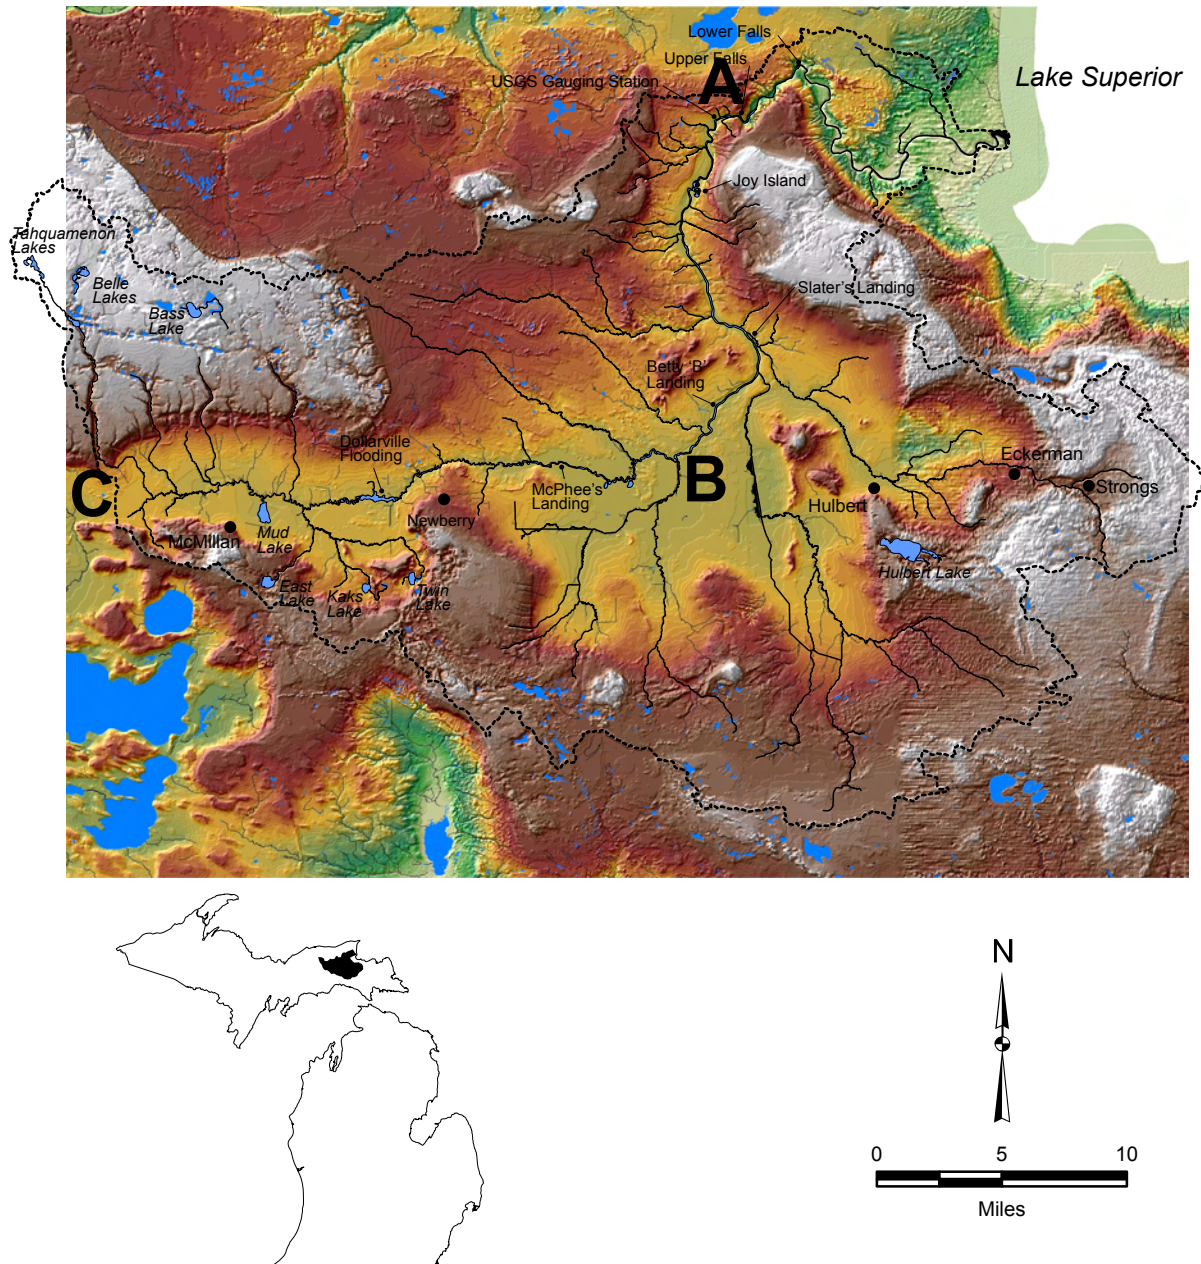 Lower Falls
Upper Falls
A
USGS Gauging Station
Lake Superior
Joy Island
Tahquamenon
Lakes
Belle
Lakes
Bass
Lake
Slater's Landing
Betty 'B'
Landing
Dollarville
Flooding
B
C
McPhee's
Landing
Eckerman
Strongs
Hulbert
Newberry
McMillan
Mud
Lake
Hulbert Lake
East
Lake
Kaks
Lake
Twin
Lake
N
0 5 10
Miles